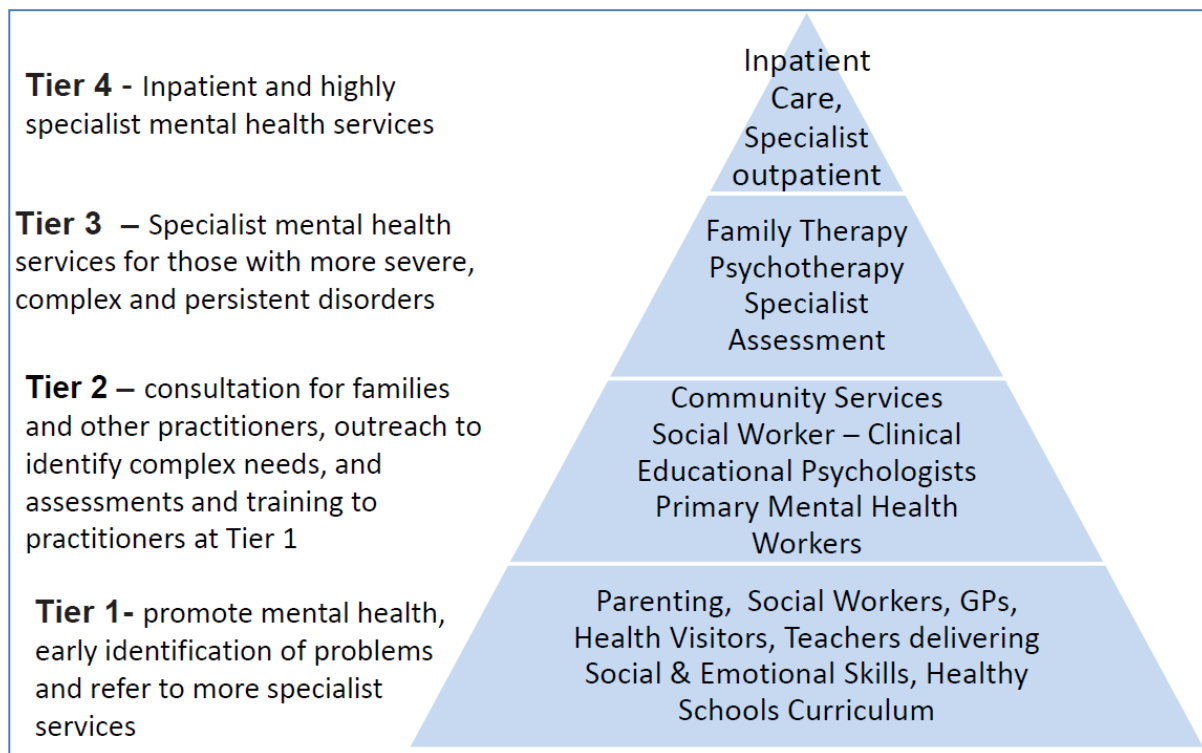 Tier 4 - Inpatient and highly
specialist mental health services
Inpatient
Care,
Specialist
outpatient
Tier 3 – Specialist mental health
services for those with more severe,
complex and persistent disorders
Family Therapy
Psychotherapy
Specialist
Assessment
Tier 2 – consultation for families
and other practitioners, outreach to
identify complex needs, and
assessments and training to
practitioners at Tier 1
Community Services
Social Worker – Clinical
Educational Psychologists
Primary Mental Health
Workers
Tier 1- promote mental health,
early identification of problems
and refer to more specialist
services
Parenting, Social Workers, GPs,
Health Visitors, Teachers delivering
Social & Emotional Skills, Healthy
Schools Curriculum